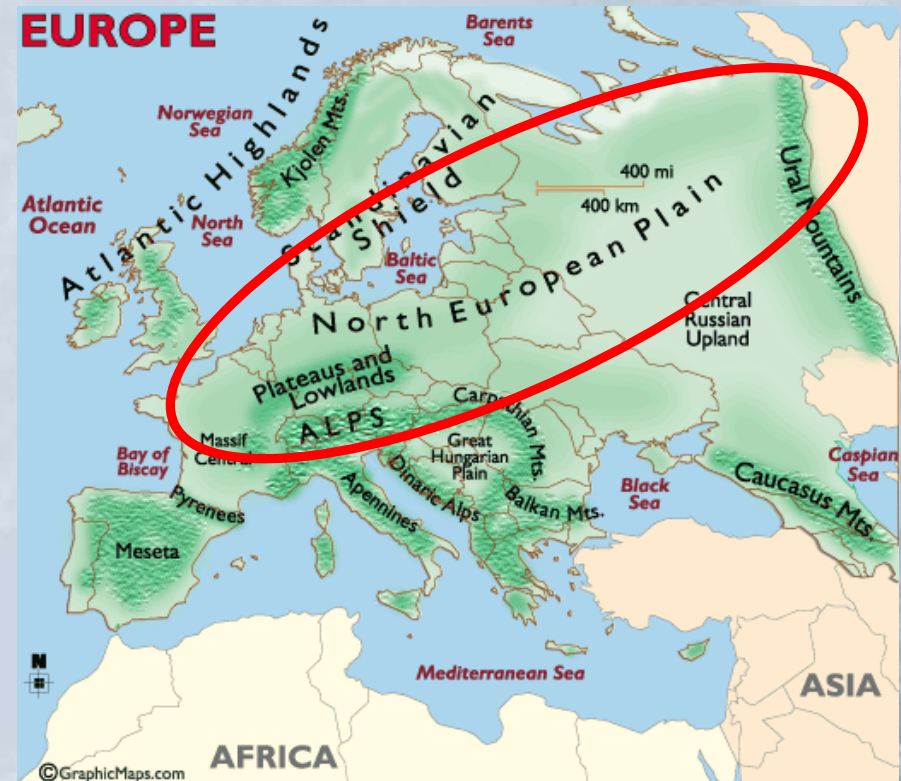 EUROPE
Barents
Sea
Norwegian
Sea
Atlantic Highlands
Kjolen Mts.
Scandinavian
Shield
Atlantic
Ocean
North
Sea
Baltic
Sea
400 mi
400 km
Ural Mountains
North European Plain
Central
Russian
Upland
Plateaus and
Lowlands
ALPS
Carpathian Mts.
Massif
Central
Great
Hungarian
Plain
Bay of
Biscay
Pyrenees
Apennines
Dinaric Alps
Balkan Mts.
Black
Sea
Caucasus Mts.
Caspian
Sea
Meseta
N
Mediterranean Sea
ASIA
AFRICA
©GraphicMaps.com